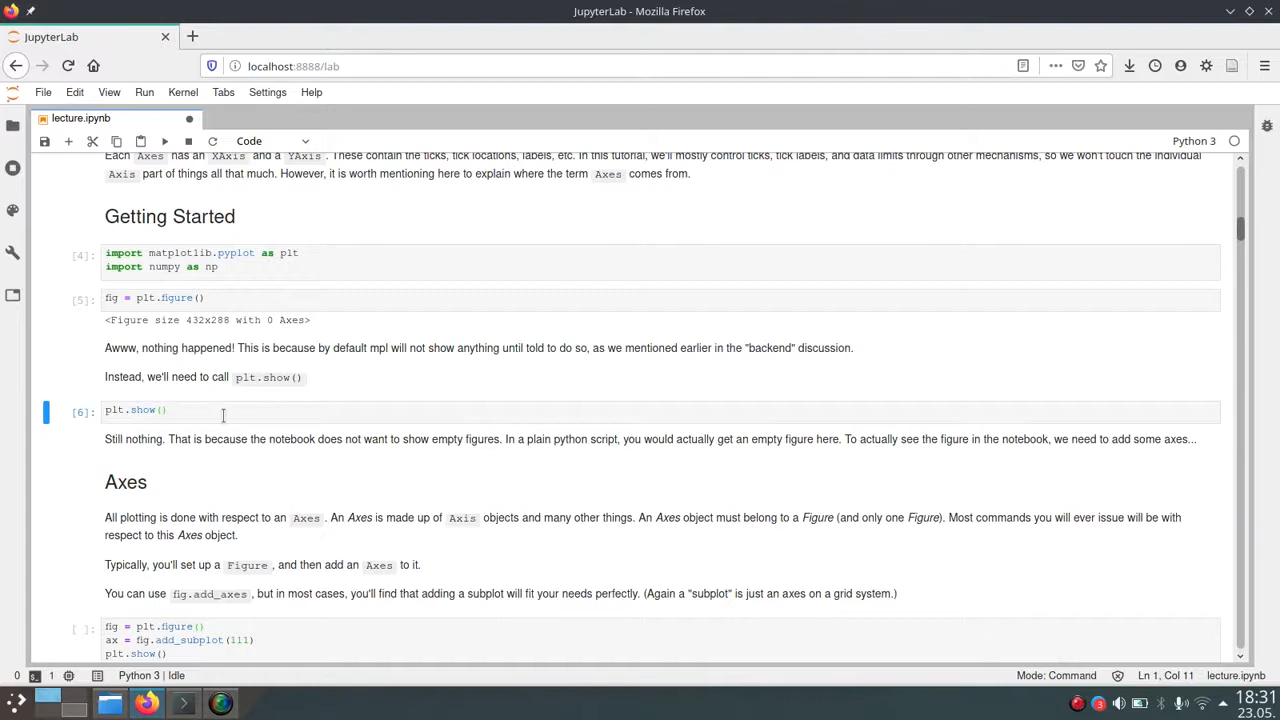 JupyterLab - Mozilla Firefox
JupyterLab
localhost:8888/lab
File Edit View Run Kernel Tabs Settings Help
lecture.ipynb
Code
Python 3
Each Axes has an XAxis and a YAxis. These contain the ticks, tick locations, labels, etc. In this tutorial, we'll mostly control ticks, tick labels, and data limits through other mechanisms, so we won't touch the individual
Axis part of things all that much. However, it is worth mentioning here to explain where the term Axes comes from.
Getting Started
[4]: import matplotlib.pyplot as plt
import numpy as np
[5]: fig = plt.figure()
<Figure size 432x288 with 0 Axes>
Awww, nothing happened! This is because by default mpl will not show anything until told to do so, as we mentioned earlier in the "backend" discussion.
Instead, we'll need to call plt.show()
[6]: plt.show()
Still nothing. That is because the notebook does not want to show empty figures. In a plain python script, you would actually get an empty figure here. To actually see the figure in the notebook, we need to add some axes...
Axes
All plotting is done with respect to an Axes. An Axes is made up of Axis objects and many other things. An Axes object must belong to a Figure (and only one Figure). Most commands you will ever issue will be with
respect to this Axes object.
Typically, you'll set up a Figure, and then add an Axes to it.
You can use fig.add_axes, but in most cases, you'll find that adding a subplot will fit your needs perfectly. (Again a "subplot" is just an axes on a grid system.)
[ ]: fig = plt.figure()
ax = fig.add_subplot(111)
plt.show()
0 1 Python 3 | Idle Mode: Command Ln 1, Col 11 lecture.ipynb
3 18:31
23.05.